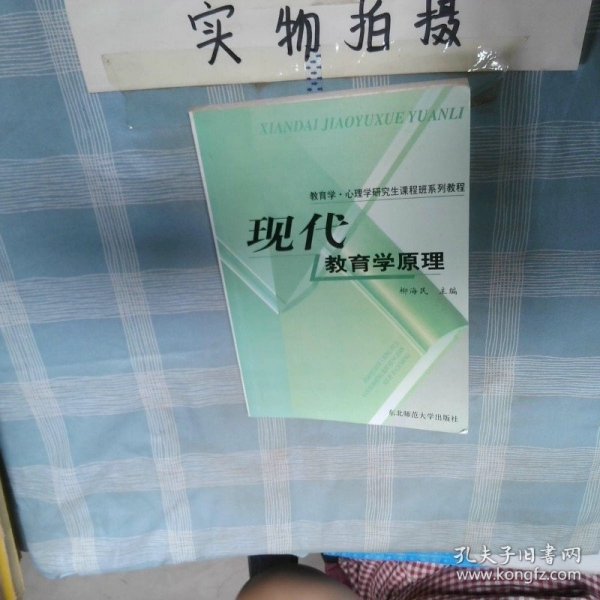 实物拍摄
XIANDAI JIAOYUXUE YUANLI
教育学·心理学研究生课程班系列教程
现代
教育学原理
柳海民 主编
东北师范大学出版社
孔夫子旧书网
www.kongfz.com